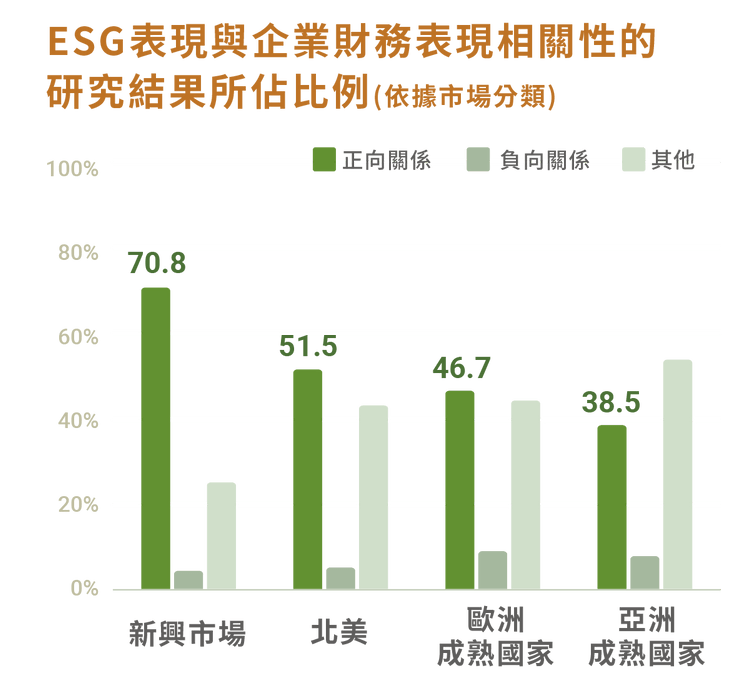 ESG表現與企業財務表現相關性的
研究結果所佔比例(依據市場分類)
正向關係 負向關係 其他
100%
80%
70.8
60%
51.5
46.7
40%
38.5
20%
0%
新興市場
北美
歐洲
成熟國家
亞洲
成熟國家